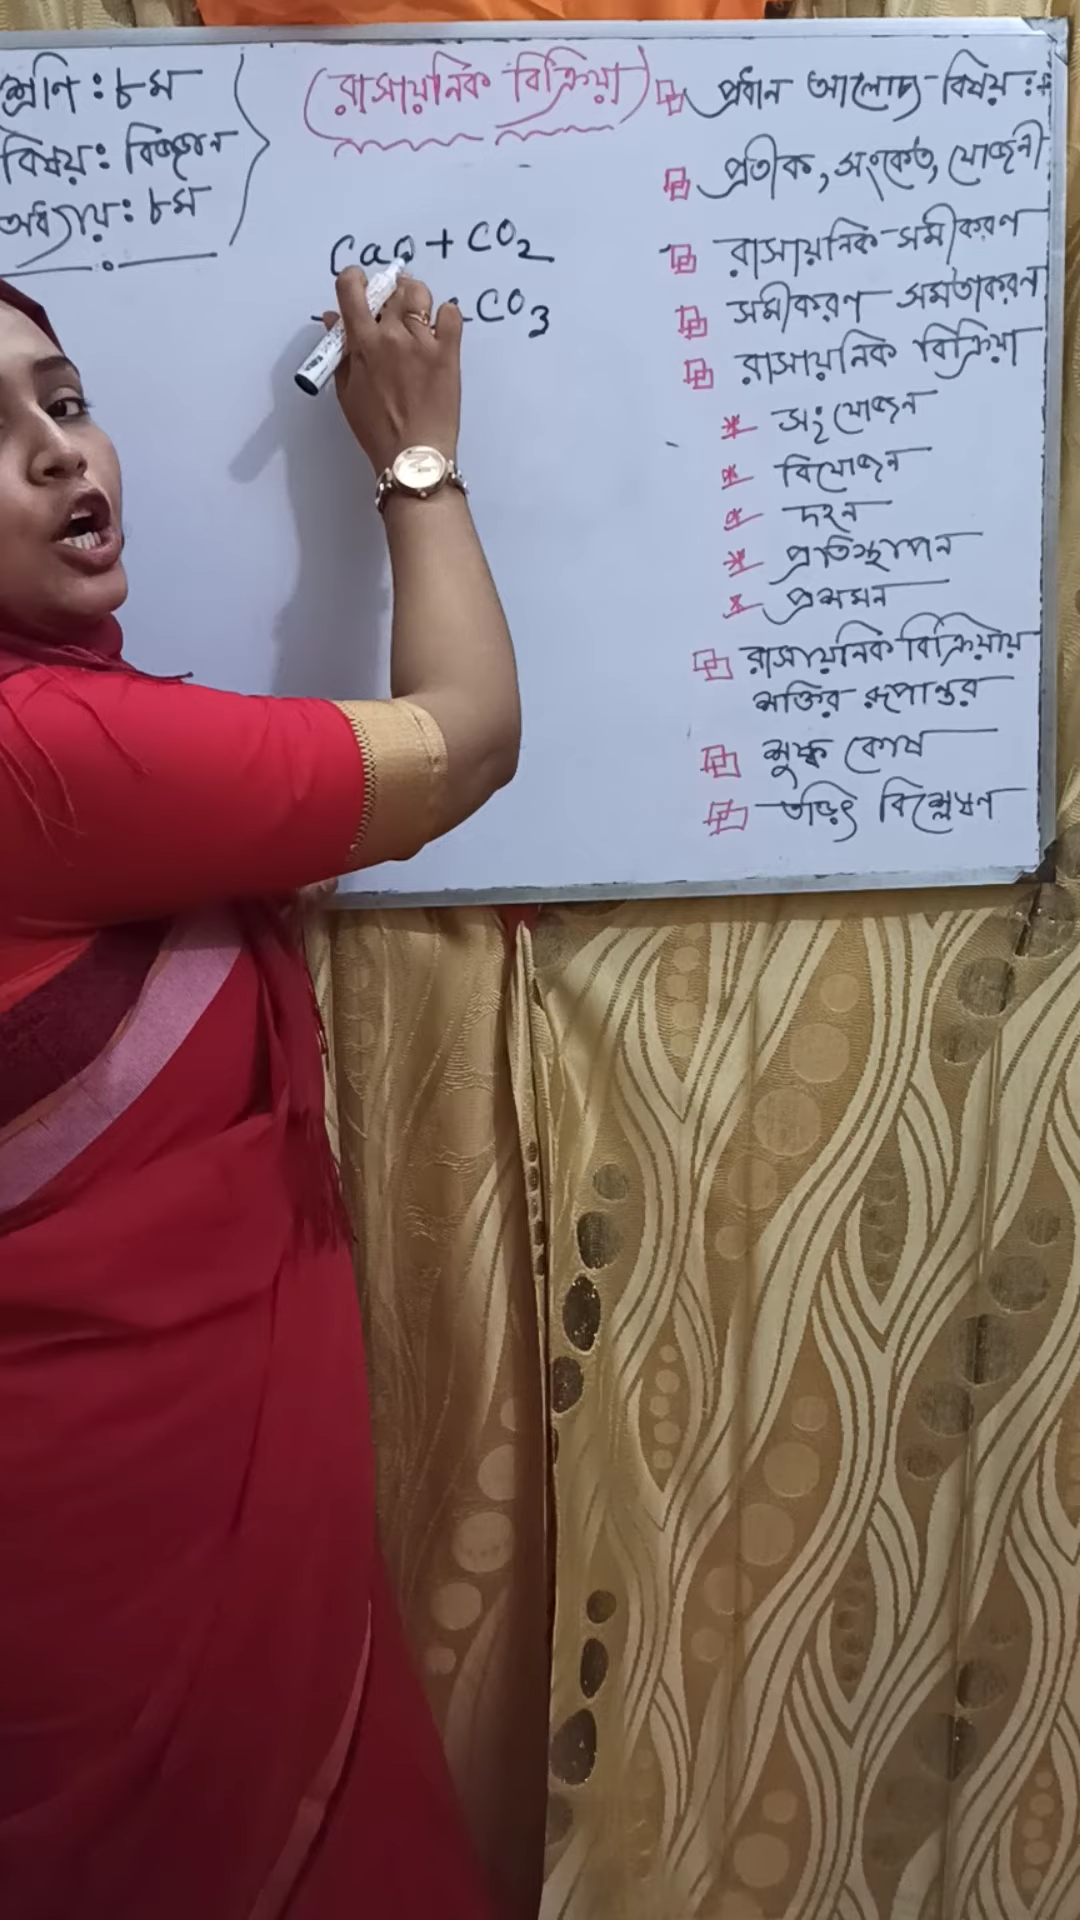 শ্রেণি : ৮ম
বিষয়ঃ বিজ্ঞান
অধ্যায়ঃ ৮ম
(রাসায়নিক বিক্রিয়া)
CaO + CO2
CO3
প্রধান আলোচ্য বিষয় :
প্রতীক, সংকেত, যোজনী
রাসায়নিক সমীকরণ
সমীকরণ সমতাকরণ
রাসায়নিক বিক্রিয়া
* সংযোজন
* বিযোজন
* দহন
* প্রতিস্থাপন
* প্রশমন
রাসায়নিক বিক্রিয়ায়
শক্তির রূপান্তর
শুষ্ক কোষ
তড়িৎ বিশ্লেষণ